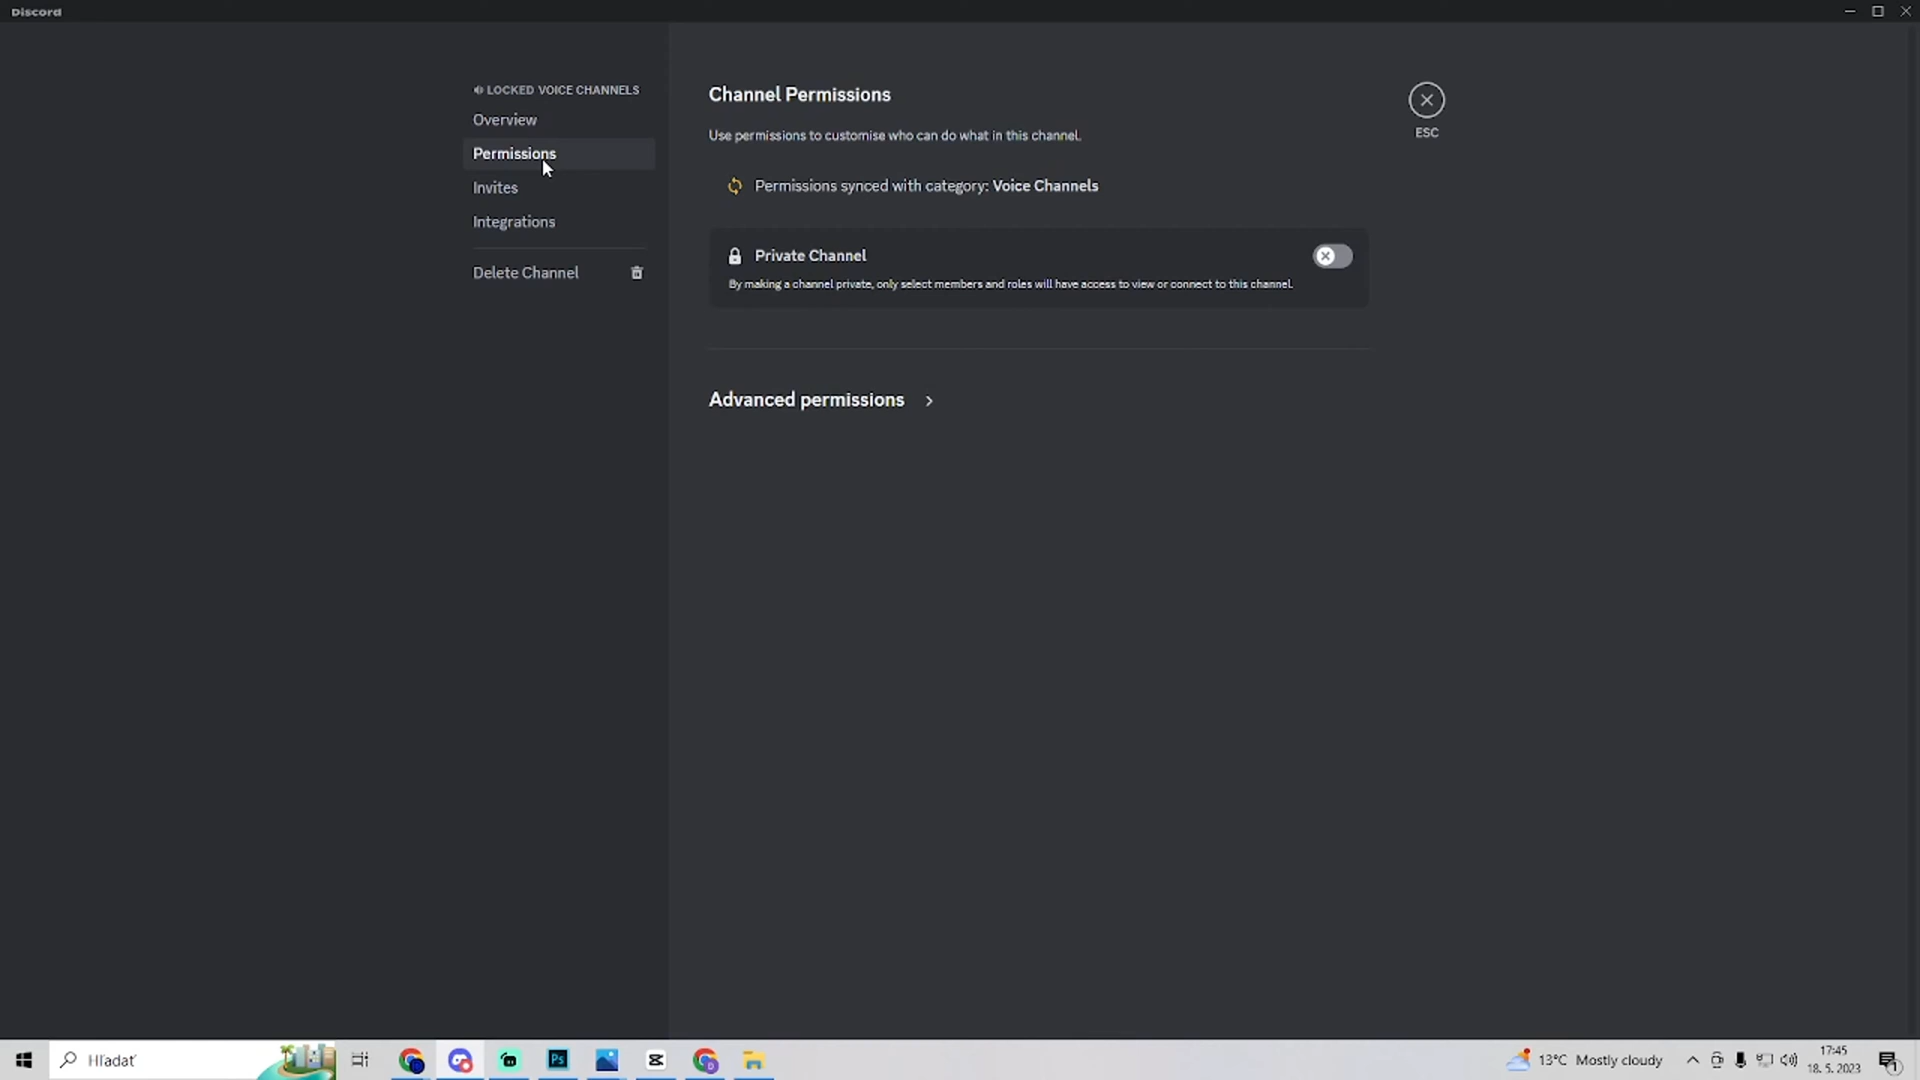 Discord
LOCKED VOICE CHANNELS
Overview
Permissions
Invites
Integrations
Delete Channel
Channel Permissions
Use permissions to customise who can do what in this channel.
Permissions synced with category: Voice Channels
Private Channel
By making a channel private, only select members and roles will have access to view or connect to this channel.
Advanced permissions
ESC
Hľadať
Ps
13°C Mostly cloudy
17:45
18. 5. 2023
1